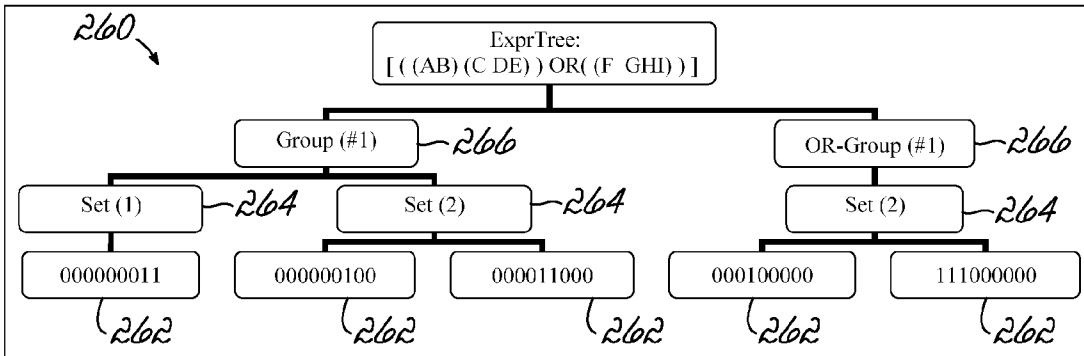 260
ExprTree:
[ ( (AB) (C DE) ) OR( (F GHI) ) ]
Group (#1) 266 OR-Group (#1) 266
Set (1) 264 Set (2) 264 Set (2) 264
000000011 000000100 000011000 000100000 111000000
262 262 262 262 262